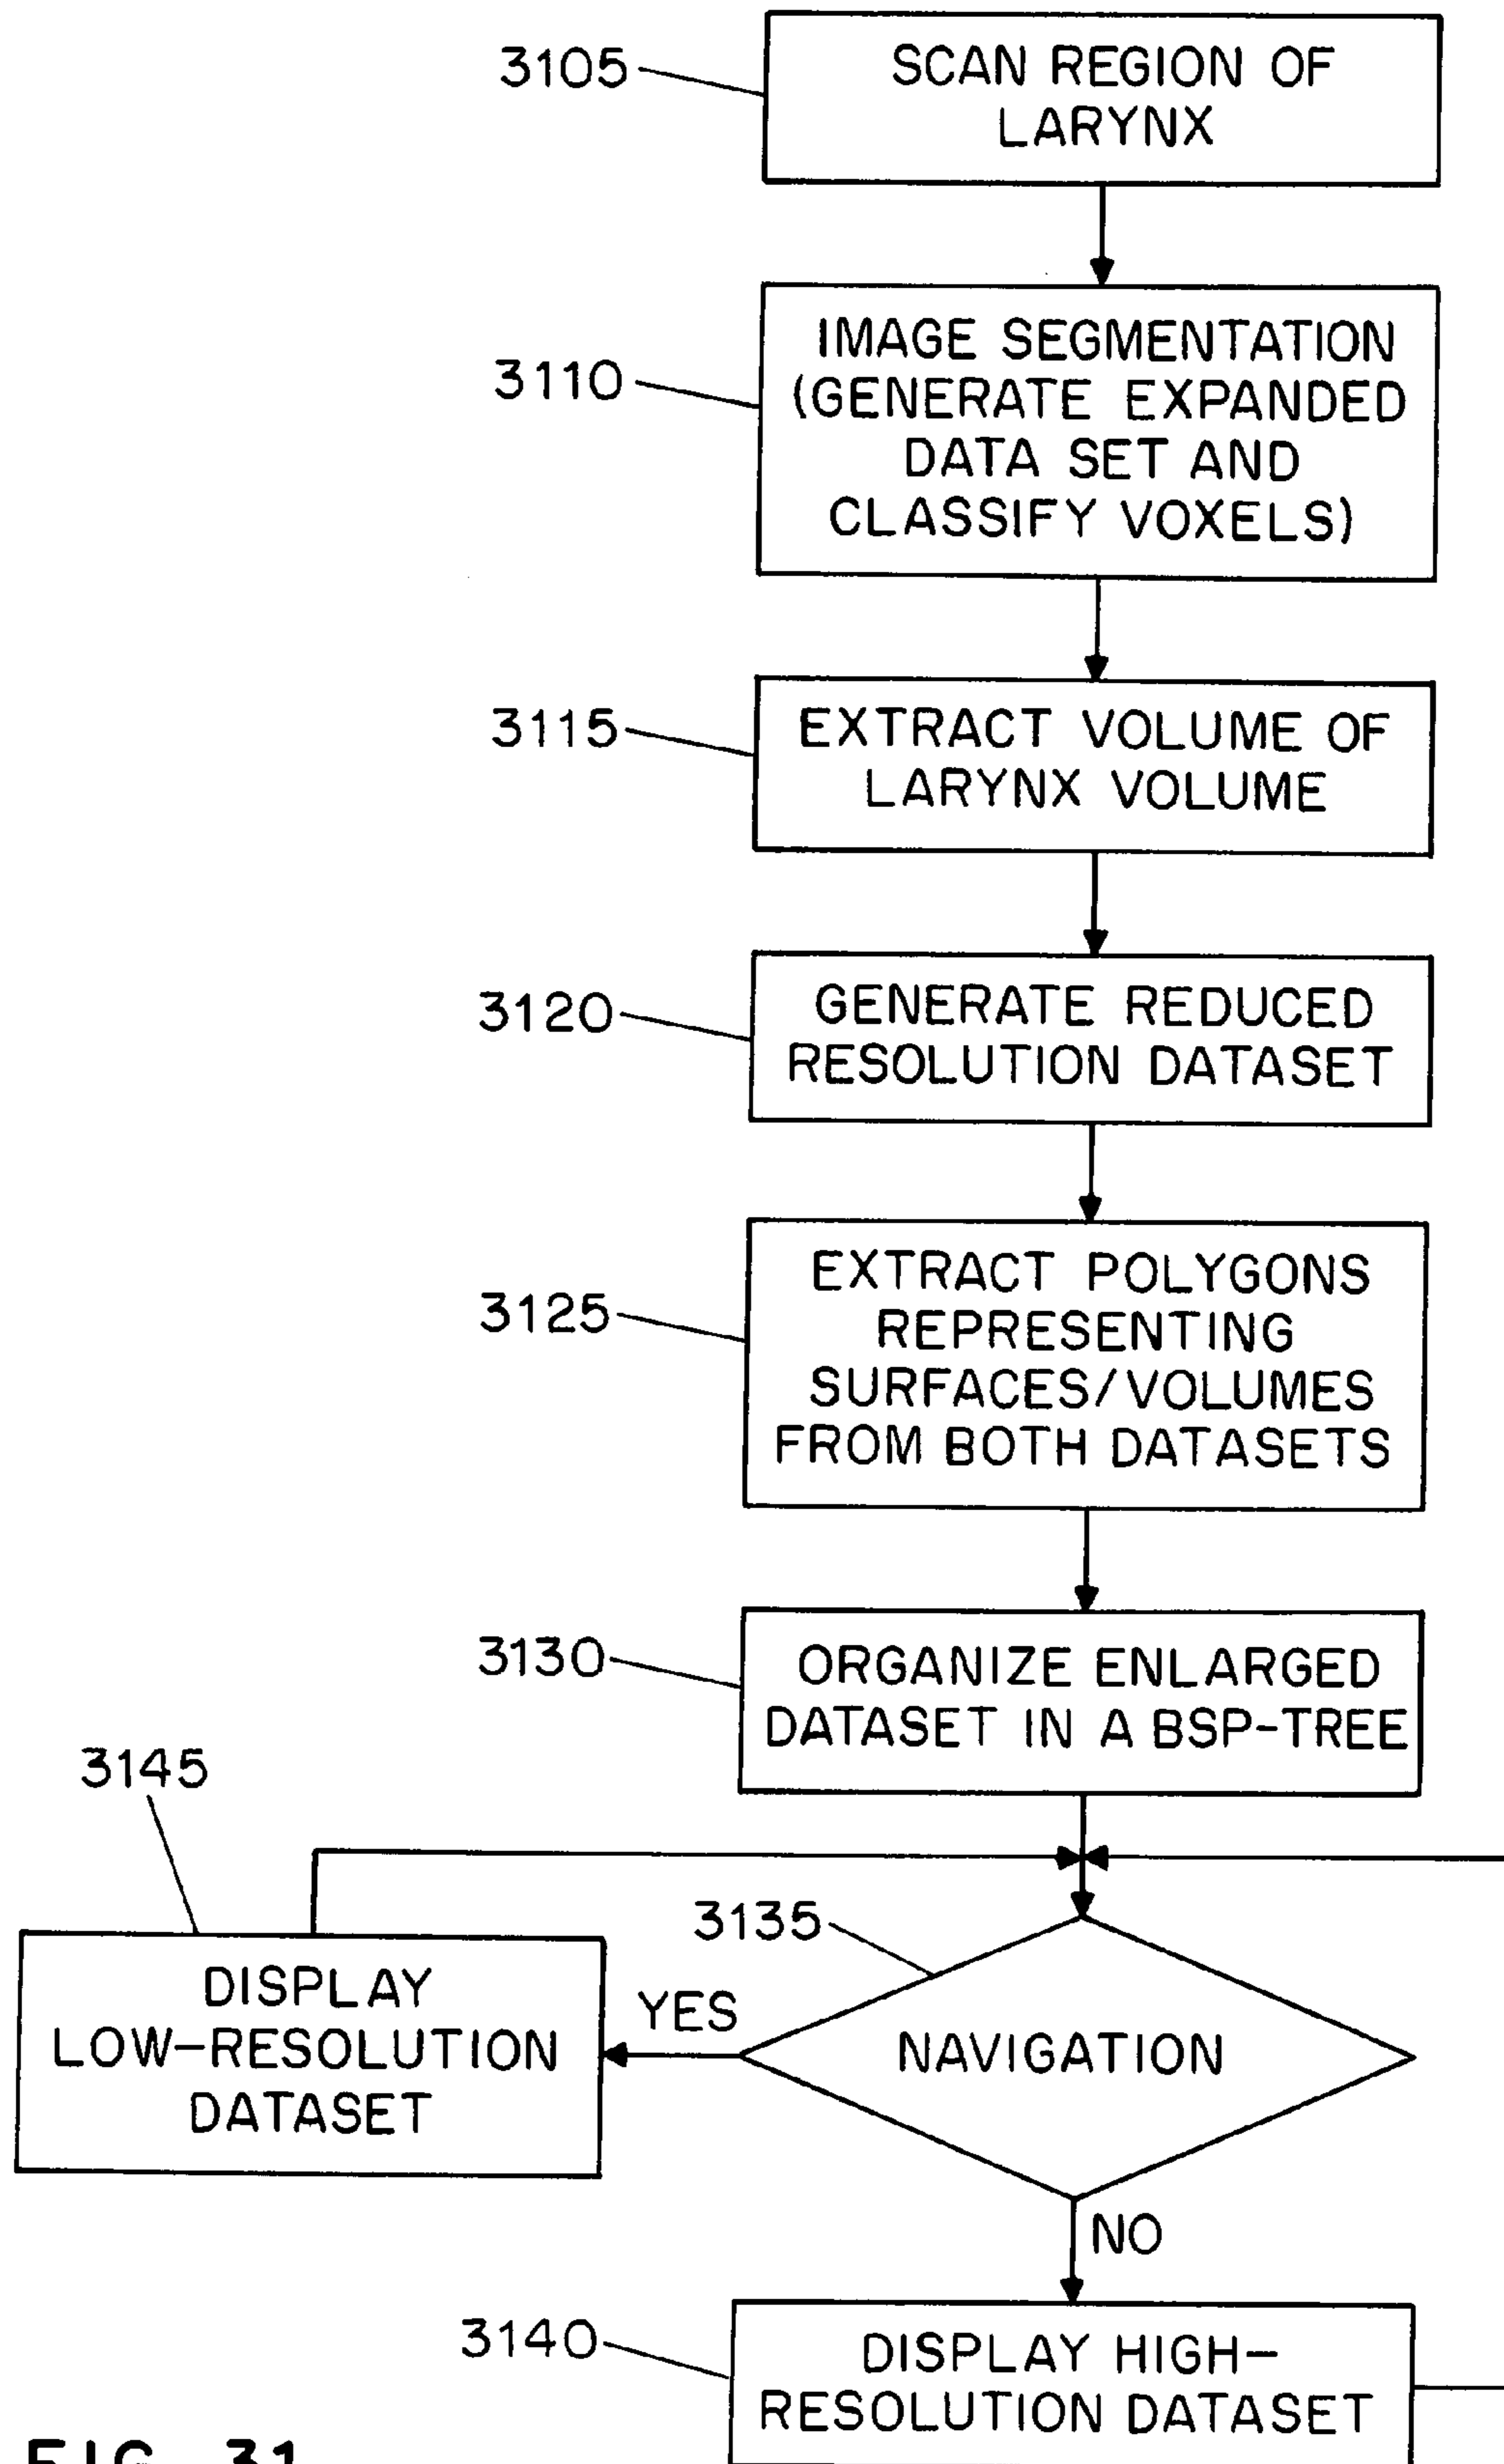 3105
SCAN REGION OF
LARYNX
3110
IMAGE SEGMENTATION
(GENERATE EXPANDED
DATA SET AND
CLASSIFY VOXELS)
3115
EXTRACT VOLUME OF
LARYNX VOLUME
3120
GENERATE REDUCED
RESOLUTION DATASET
3125
EXTRACT POLYGONS
REPRESENTING
SURFACES/VOLUMES
FROM BOTH DATASETS
3130
ORGANIZE ENLARGED
DATASET IN A BSP-TREE
3145
DISPLAY
LOW-RESOLUTION
DATASET
YES
3135
NAVIGATION
NO
3140
DISPLAY HIGH-
RESOLUTION DATASET
FIG. 31